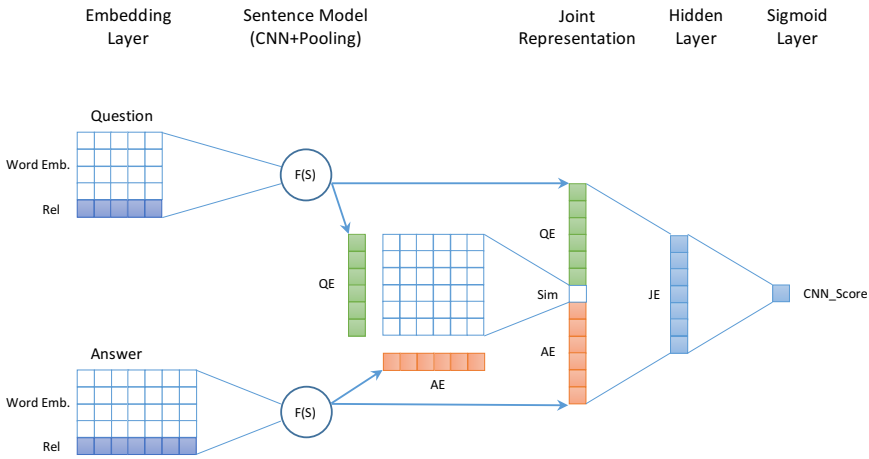 Embedding
Layer
Sentence Model
(CNN+Pooling)
Joint
Representation
Hidden
Layer
Sigmoid
Layer
Question
Word Emb.
Rel
F(S)
QE
AE
QE
Sim
AE
JE
CNN_Score
Answer
Word Emb.
Rel
F(S)